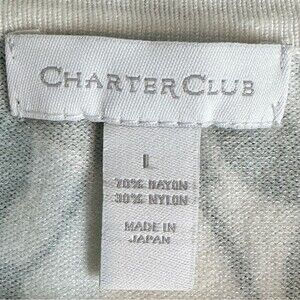 CHARTER CLUB
L
70% RAYON
30% NYLON
MADE IN
JAPAN